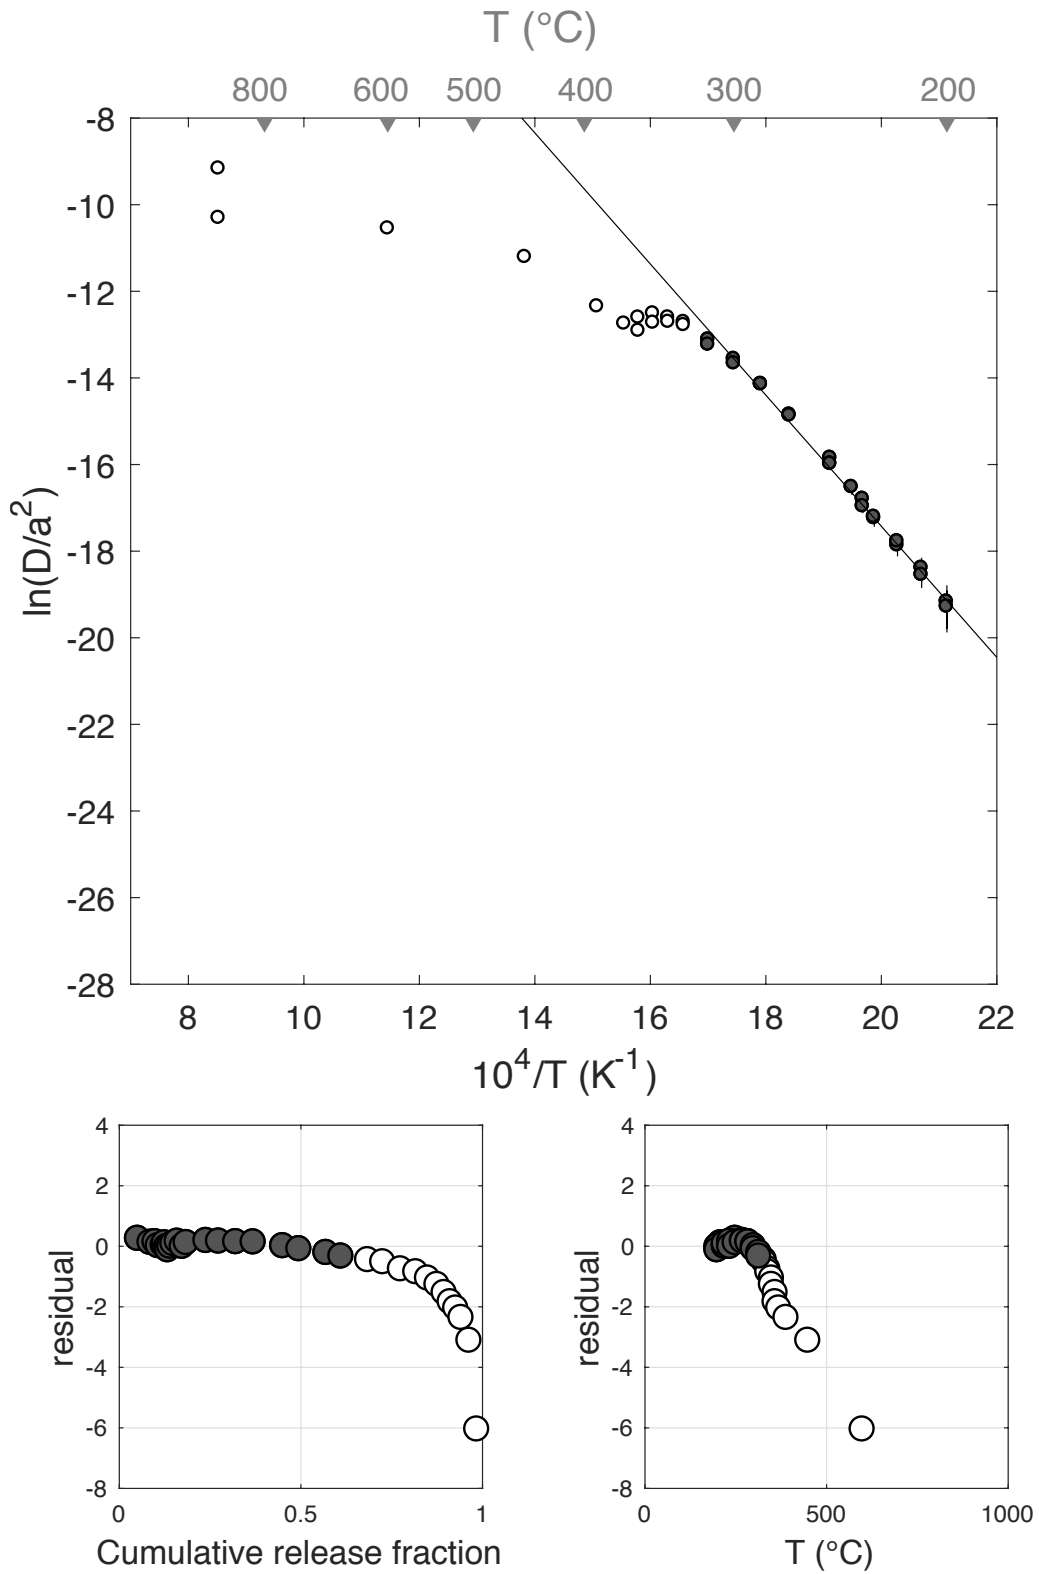 T (°C)
800 600 500 400 300 200
-8
-10
-12
-14
-16
-18
-20
-22
-24
-26
-28
ln(D/a²)
8 10 12 14 16 18 20 22
10⁴/T (K⁻¹)
4
2
0
-2
-4
-6
-8
residual
0 0.5 1
Cumulative release fraction
4
2
0
-2
-4
-6
-8
residual
0 500 1000
T (°C)